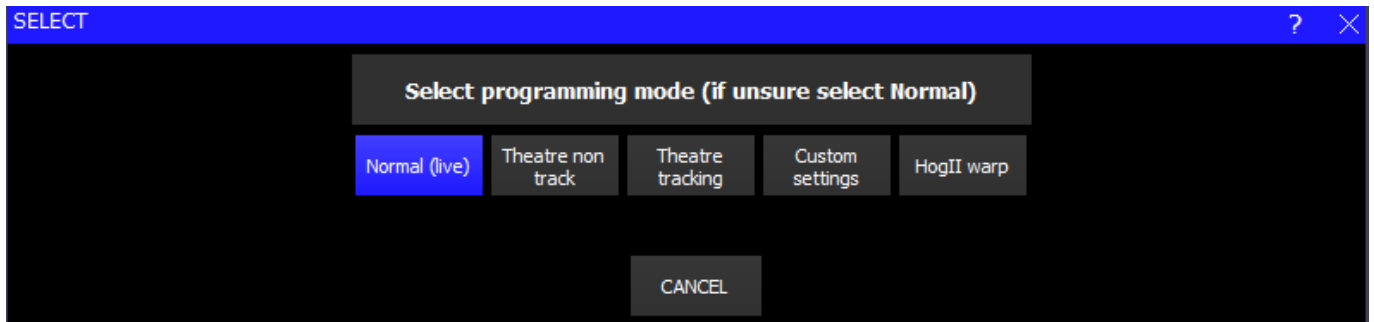 SELECT
?
Select programming mode (if unsure select Normal)
Normal (live)
Theatre non
track
Theatre
tracking
Custom
settings
HogII warp
CANCEL